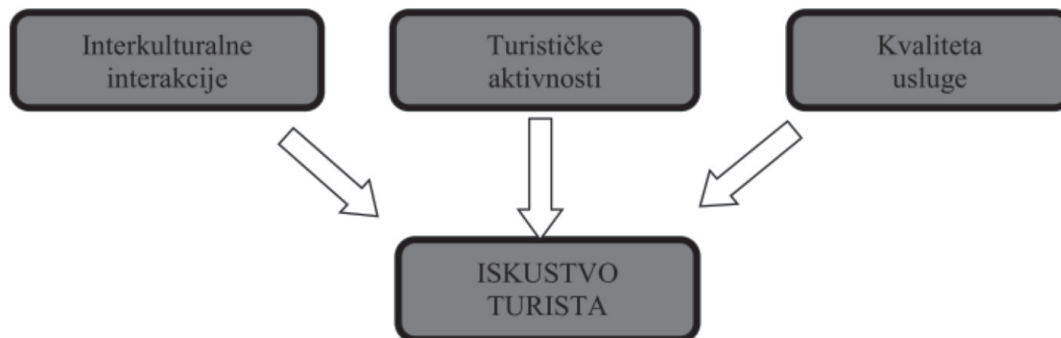 Interkulturalne
interakcije
Turističke
aktivnosti
Kvaliteta
usluge
ISKUSTVO
TURISTA